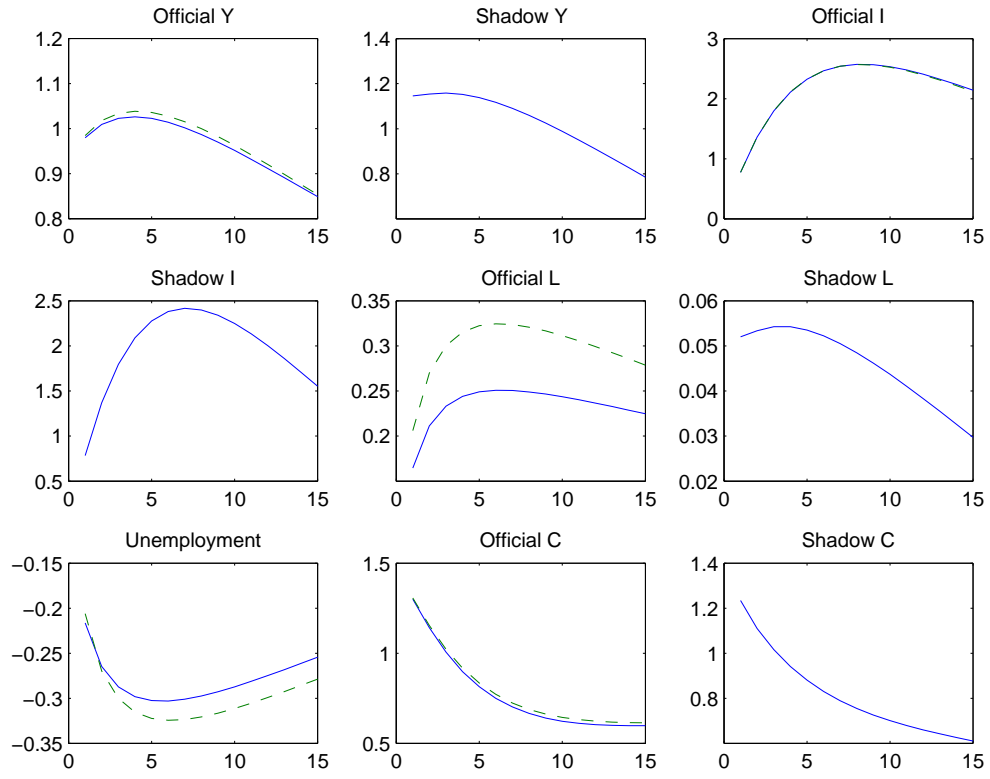 Official Y
Shadow Y
Official I
1.2
1.1
1
0.9
0.8
0 5 10 15
1.4
1.2
1
0.8
0 5 10 15
3
2
1
0
0 5 10 15
Shadow I
Official L
Shadow L
2.5
2
1.5
1
0.5
0 5 10 15
0.35
0.3
0.25
0.2
0 5 10 15
0.06
0.05
0.04
0.03
0.02
0 5 10 15
Unemployment
Official C
Shadow C
−0.15
−0.2
−0.25
−0.3
−0.35
0 5 10 15
1.5
1
0.5
0 5 10 15
1.4
1.2
1
0.8
0 5 10 15